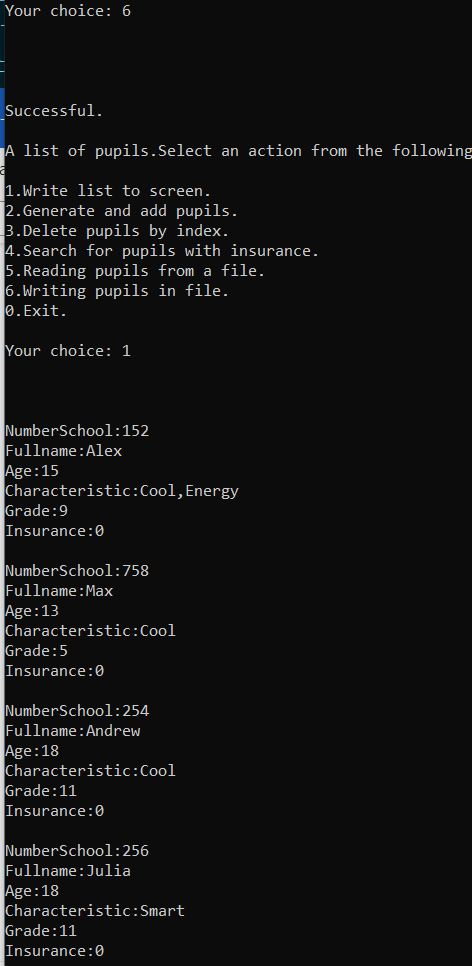 Your choice: 6
Successful.
A list of pupils.Select an action from the following
1.Write list to screen.
2.Generate and add pupils.
3.Delete pupils by index.
4.Search for pupils with insurance.
5.Reading pupils from a file.
6.Writing pupils in file.
0.Exit.
Your choice: 1
NumberSchool:152
Fullname:Alex
Age:15
Characteristic:Cool,Energy
Grade:9
Insurance:0
NumberSchool:758
Fullname:Max
Age:13
Characteristic:Cool
Grade:5
Insurance:0
NumberSchool:254
Fullname:Andrew
Age:18
Characteristic:Cool
Grade:11
Insurance:0
NumberSchool:256
Fullname:Julia
Age:18
Characteristic:Smart
Grade:11
Insurance:0